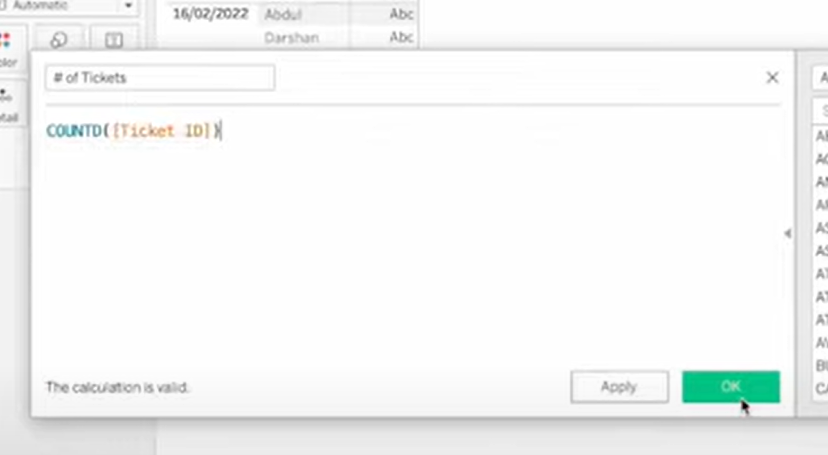 Automatic
16/02/2022 Abdul Abc
Darshan Abc
# of Tickets
COUNTD([Ticket ID])
The calculation is valid.
Apply
OK